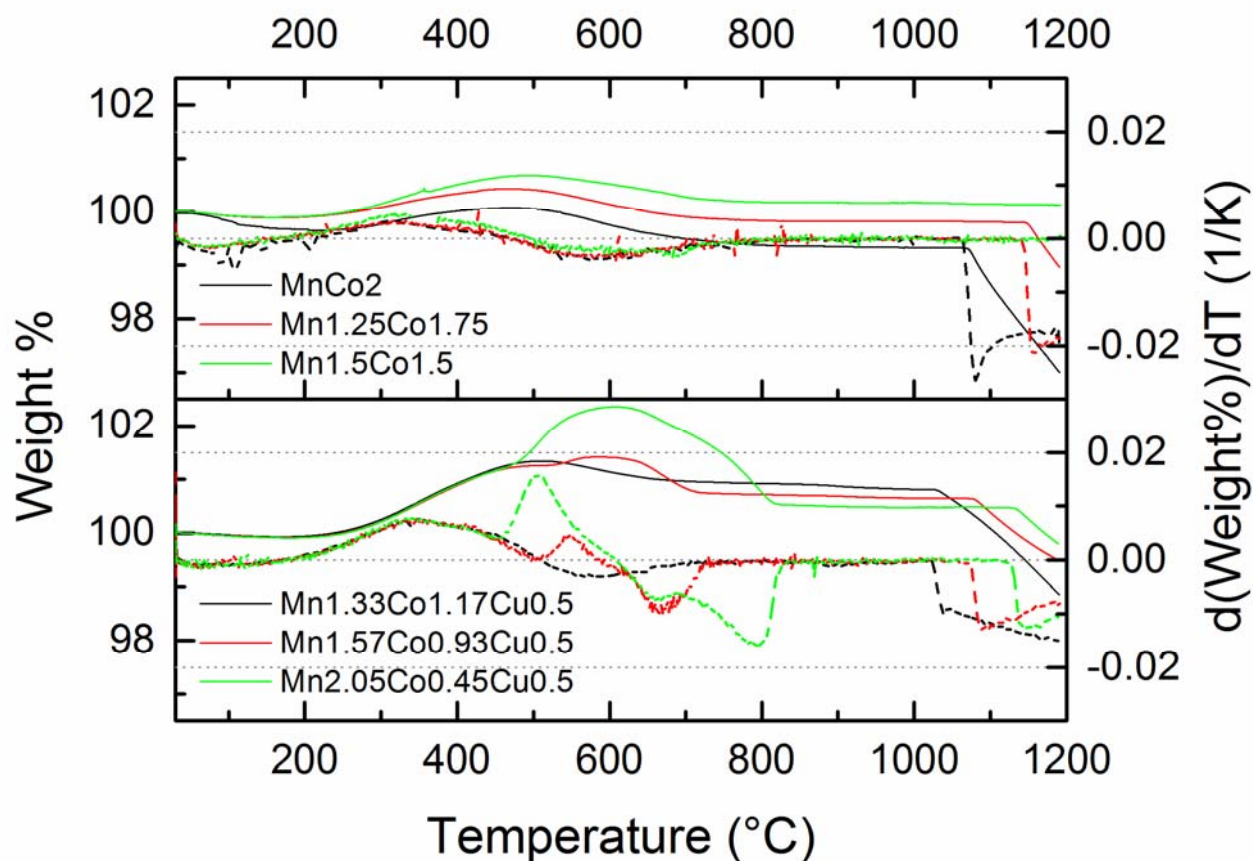 200 400 600 800 1000 1200
102
100
98
Weight %
0.02
0.00
-0.02
d(Weight%)/dT (1/K)
MnCo2
Mn1.25Co1.75
Mn1.5Co1.5
102
100
98
0.02
0.00
-0.02
Mn1.33Co1.17Cu0.5
Mn1.57Co0.93Cu0.5
Mn2.05Co0.45Cu0.5
200 400 600 800 1000 1200
Temperature (°C)